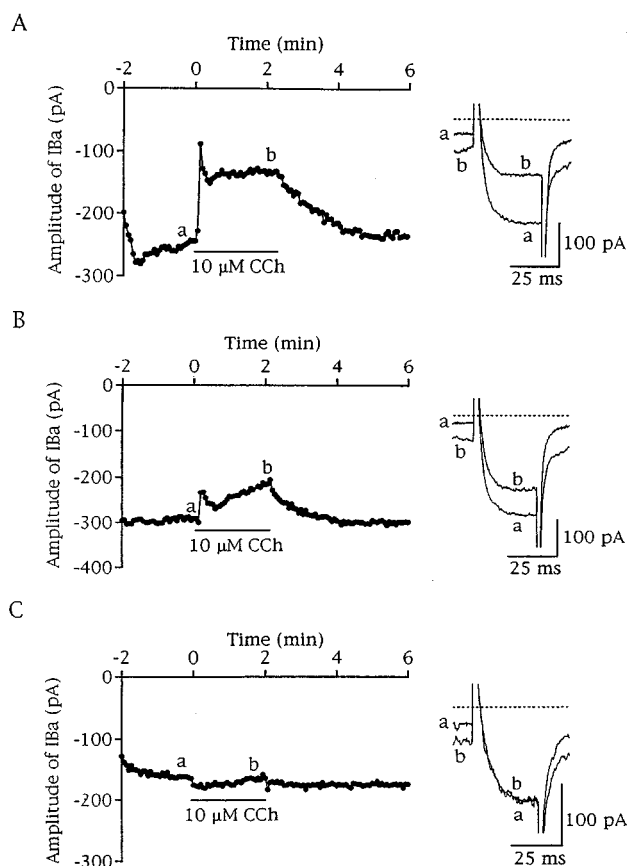 A
Time (min)
-2 0 2 4 6
Amplitude of IBa (pA)
0
-100
-200
-300
a
b
10 µM CCh
a
b
b
a
100 pA
25 ms
B
Time (min)
-2 0 2 4 6
Amplitude of IBa (pA)
0
-100
-200
-300
-400
a
b
10 µM CCh
a
b
b
a
100 pA
25 ms
C
Time (min)
-2 0 2 4 6
Amplitude of IBa (pA)
0
-100
-200
-300
a
b
10 µM CCh
a
b
b
a
100 pA
25 ms